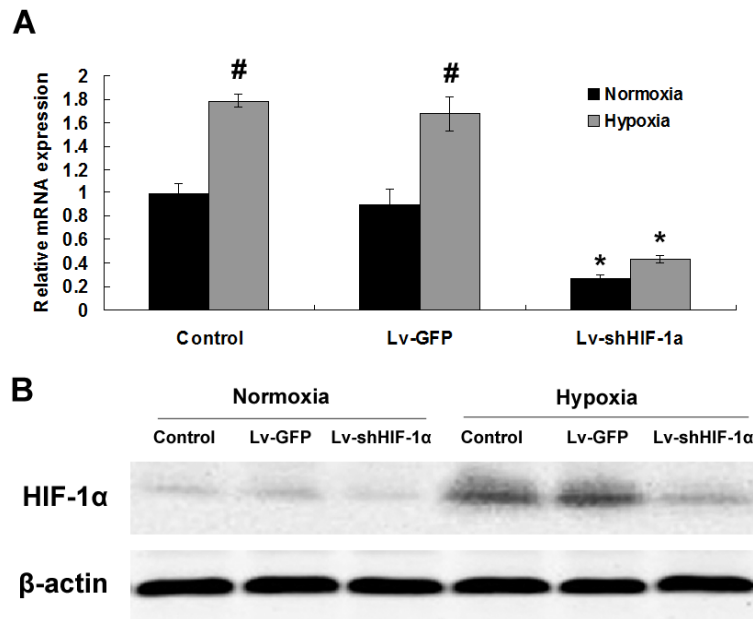 A
# #
2
1.8
1.6
1.4
1.2
1
0.8
0.6
0.4
0.2
0
Relative mRNA expression
Normoxia
Hypoxia
* *
Control Lv-GFP Lv-shHIF-1a
B
Normoxia Hypoxia
Control Lv-GFP Lv-shHIF-1α Control Lv-GFP Lv-shHIF-1α
HIF-1α
β-actin